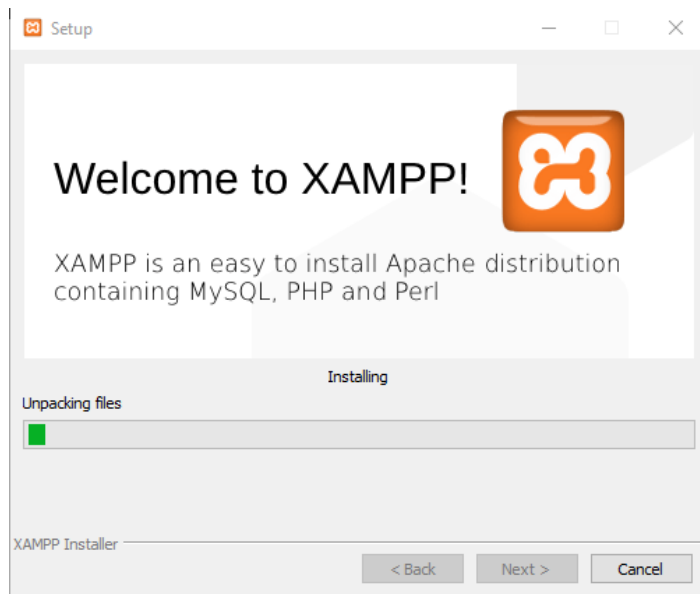 Setup
Welcome to XAMPP!
XAMPP is an easy to install Apache distribution
containing MySQL, PHP and Perl
Installing
Unpacking files
XAMPP Installer
< Back
Next >
Cancel